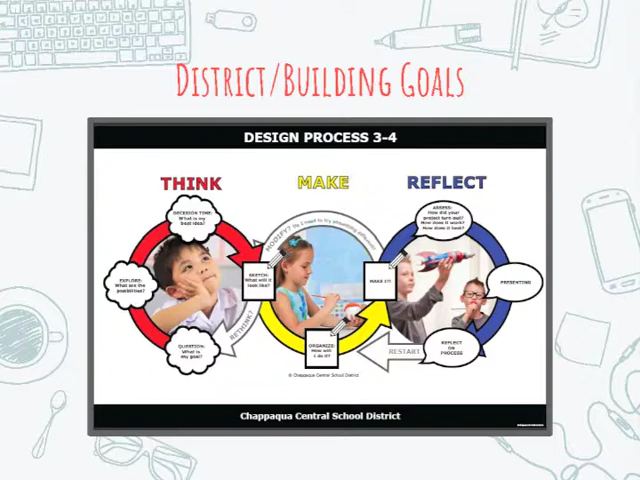 DISTRICT/BUILDING GOALS
DESIGN PROCESS 3-4
THINK
MAKE
REFLECT
DECISION TIME:
What is my
best idea?
EXPLORE:
What are the
possibilities?
QUESTION:
What is
my goal?
SKETCH:
What will it
look like?
RETHINK?
MODIFY? Do I need to try something different?
ORGANIZE:
How will
I do it?
MAKE IT!
ASSESS:
How did your
project turn out?
How does it work?
How does it look?
PRESENTING
REFLECT
ON
PROCESS
RESTART
© Chappaqua Central School District
Chappaqua Central School District